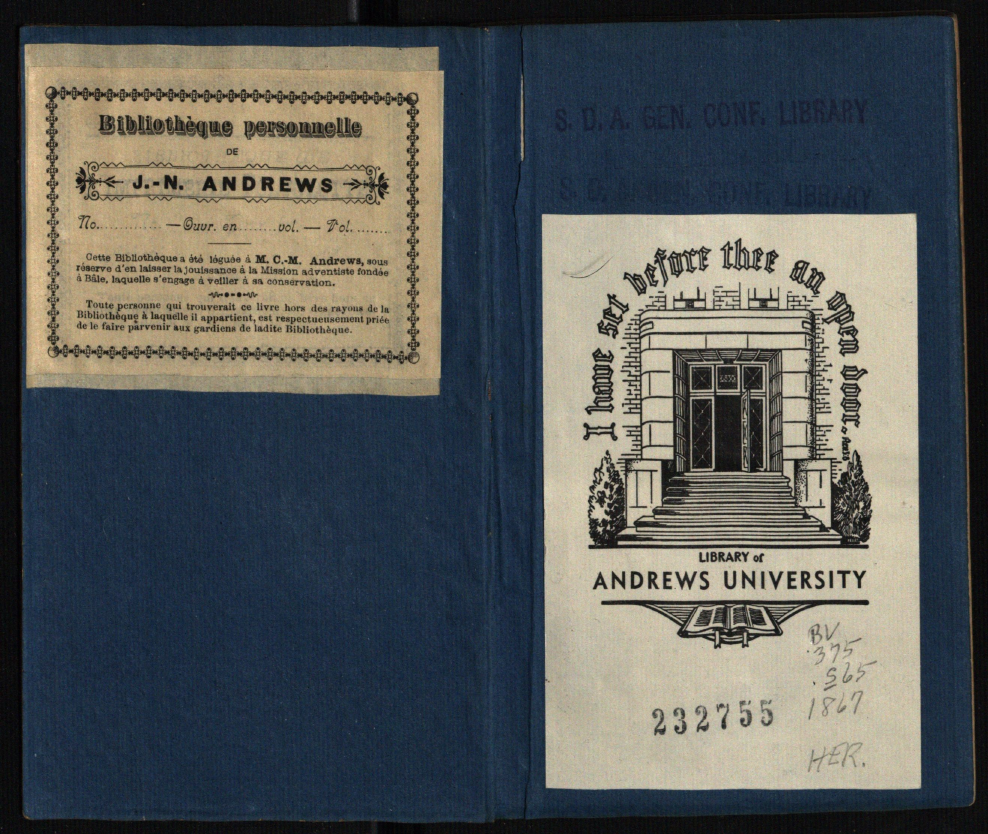 Bibliothèque personnelle
DE
J.-N. ANDREWS
No. ............. — Ouvr. en ........ vol. — Vol. ........
Cette Bibliothèque a été léguée à M. C.-M. Andrews, sous
réserve d'en laisser la jouissance à la Mission adventiste fondée
à Bâle, laquelle s'engage à veiller à sa conservation.
Toute personne qui trouverait ce livre hors des rayons de la
Bibliothèque à laquelle il appartient, est respectueusement priée
de le faire parvenir aux gardiens de ladite Bibliothèque.
S. D. A. GEN. CONF. LIBRARY
S. D. A. GEN. CONF. LIBRARY
I have set before thee an open door
LIBRARY of
ANDREWS UNIVERSITY
BV
.375
.S65
1867
232755
HER.